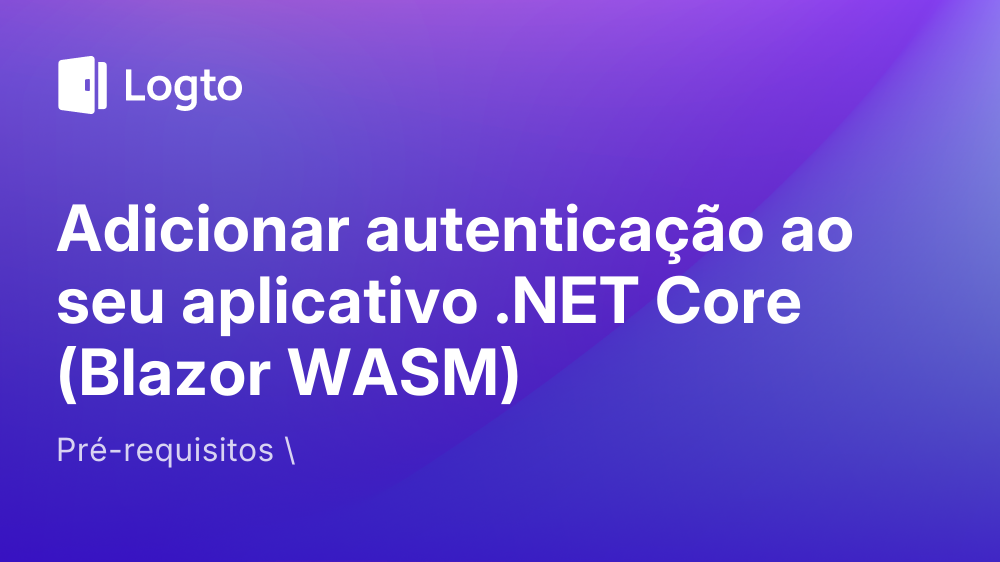 Logto
Adicionar autenticação ao
seu aplicativo .NET Core
(Blazor WASM)
Pré-requisitos \